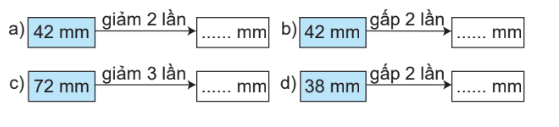 a) 42 mm giảm 2 lần ...... mm b) 42 mm gấp 2 lần ...... mm
c) 72 mm giảm 3 lần ...... mm d) 38 mm gấp 2 lần ...... mm